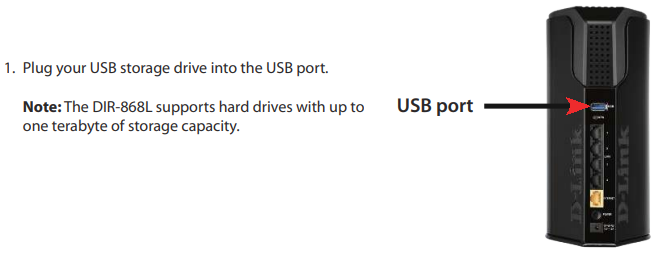 1. Plug your USB storage drive into the USB port.
Note: The DIR-868L supports hard drives with up to
one terabyte of storage capacity.
USB port
D-Link
D-Link